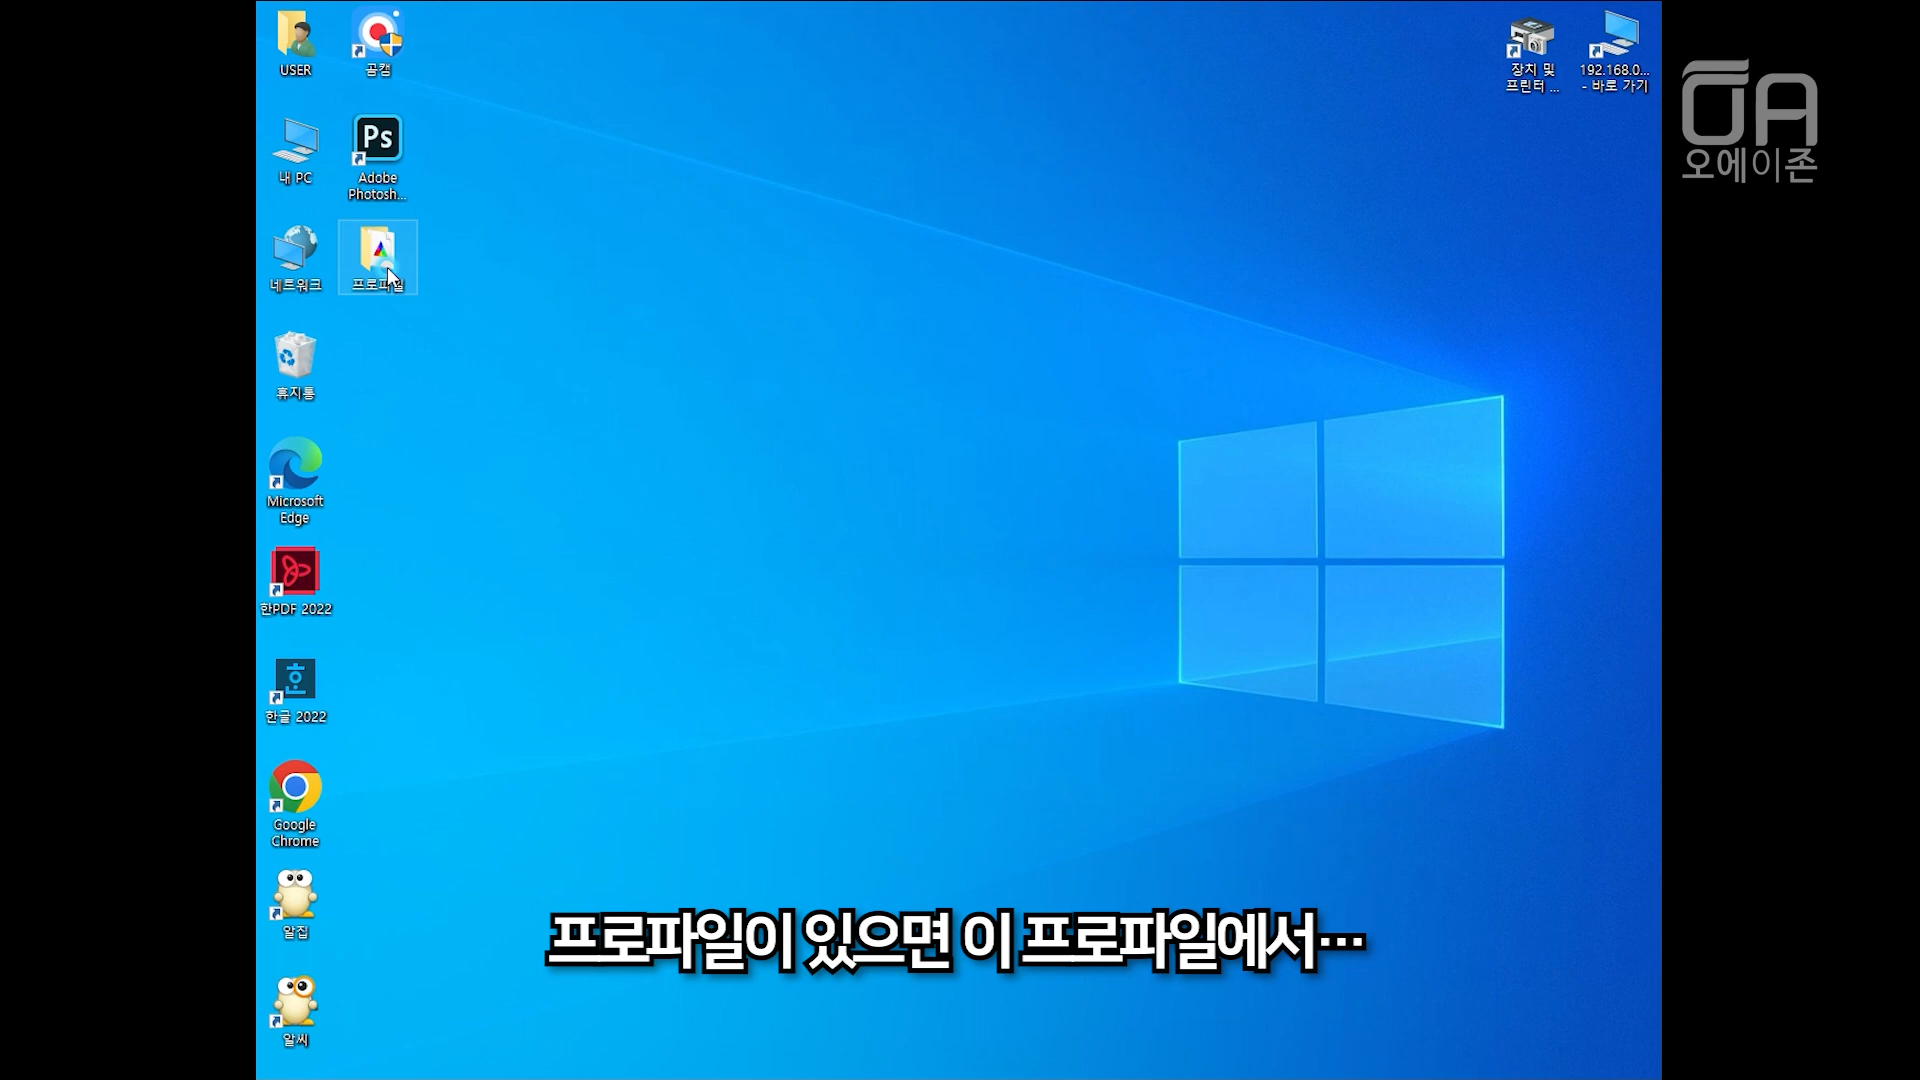 USER
곰캠
내 PC
Adobe
Photosh...
Ps
네트워크
프로파일
휴지통
Microsoft
Edge
한PDF 2022
한글 2022
Google
Chrome
알집
알씨
장치 및
프린터 ...
192.168.0...
- 바로 가기
OA
오에이존
프로파일이 있으면 이 프로파일에서…